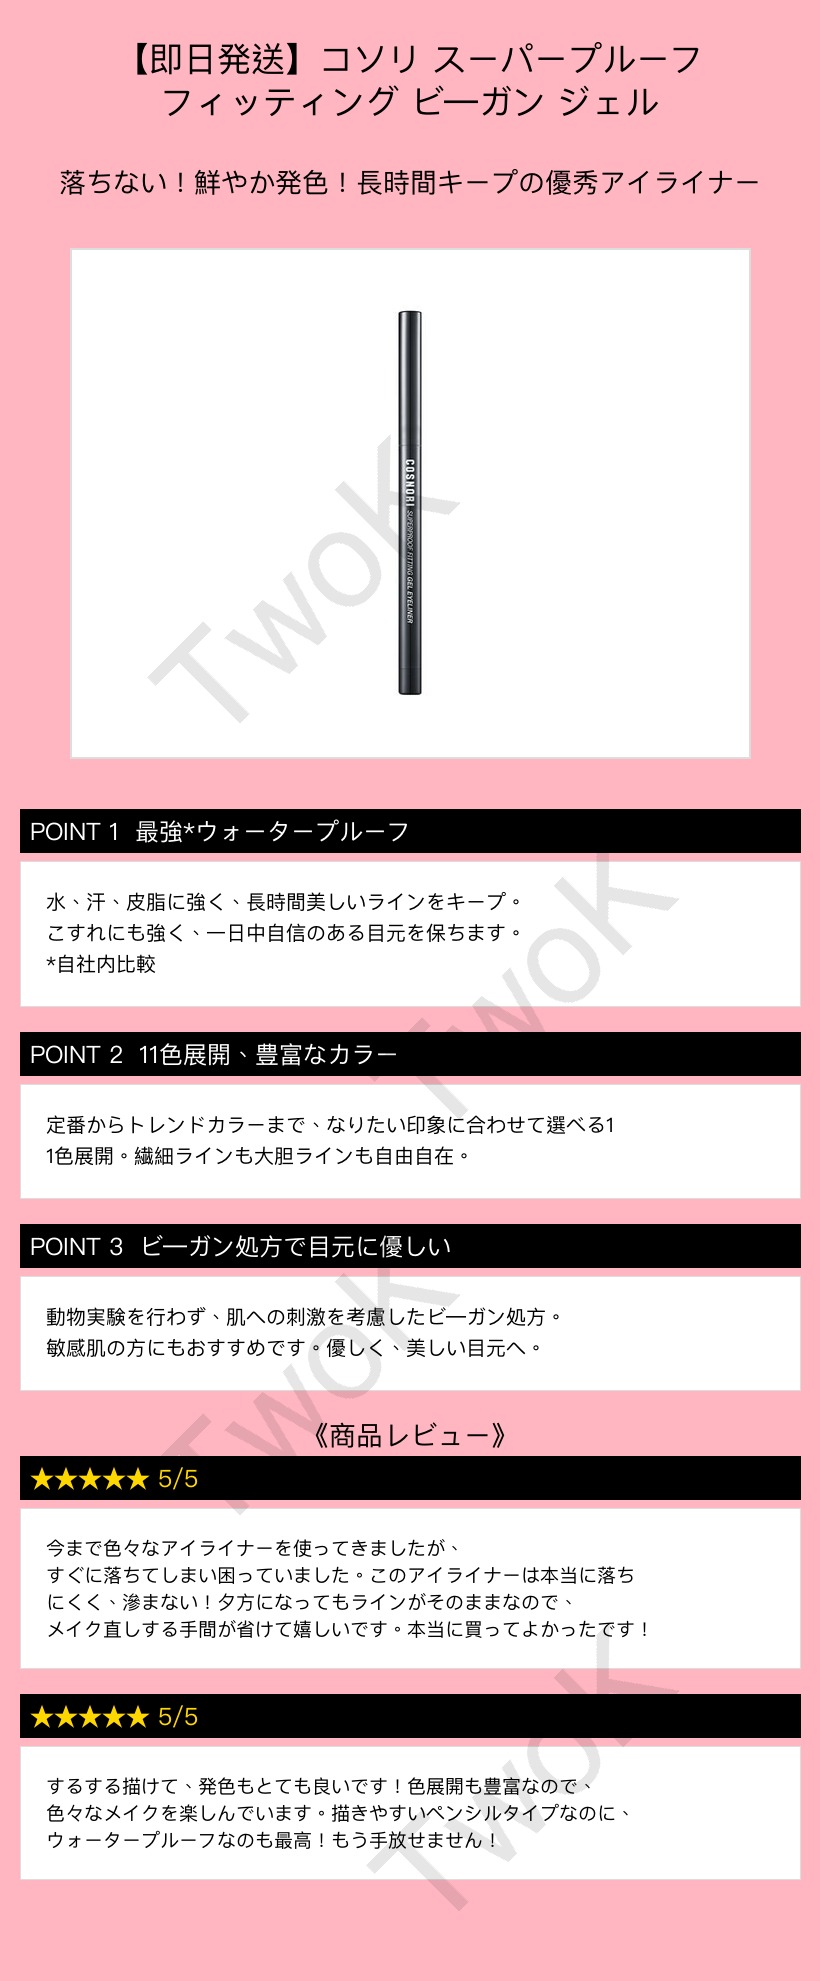 【即日発送】コソリ スーパープルーフ
フィッティング ビーガン ジェル
落ちない！鮮やか発色！長時間キープの優秀アイライナー
COSNORI SUPERPROOF FITTING GEL EYELINER
TwoK
POINT 1 最強*ウォータープルーフ
水、汗、皮脂に強く、長時間美しいラインをキープ。
こすれにも強く、一日中自信のある目元を保ちます。
*自社内比較
TwoK
POINT 2 11色展開、豊富なカラー
定番からトレンドカラーまで、なりたい印象に合わせて選べる1
1色展開。繊細ラインも大胆ラインも自由自在。
POINT 3 ビーガン処方で目元に優しい
動物実験を行わず、肌への刺激を考慮したビーガン処方。
敏感肌の方にもおすすめです。優しく、美しい目元へ。
TwoK
《商品レビュー》
★★★★★ 5/5
今まで色々なアイライナーを使ってきましたが、
すぐに落ちてしまい困っていました。このアイライナーは本当に落ち
にくく、滲まない！夕方になってもラインがそのままなので、
メイク直しする手間が省けて嬉しいです。本当に買ってよかったです！
★★★★★ 5/5
するする描けて、発色もとても良いです！色展開も豊富なので、
色々なメイクを楽しんでいます。描きやすいペンシルタイプなのに、
ウォータープルーフなのも最高！もう手放せません！
TwoK